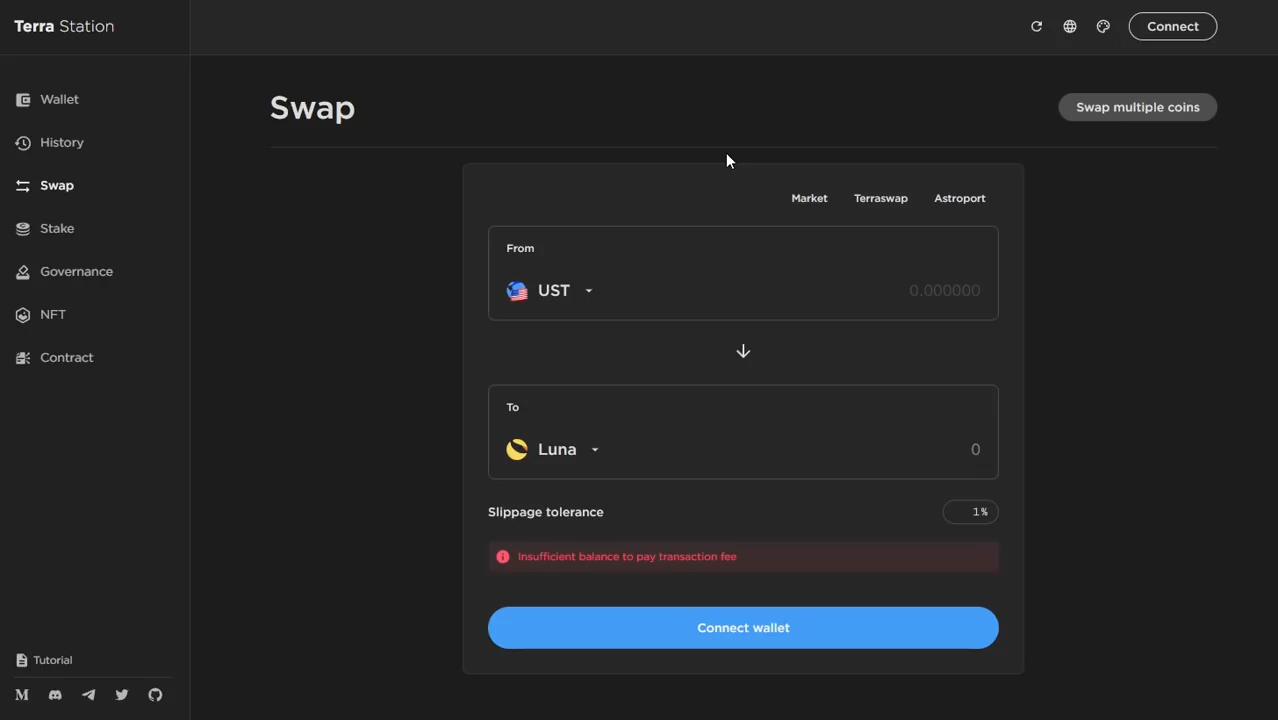 Terra Station
Connect
Wallet
History
Swap
Stake
Governance
NFT
Contract
Tutorial
M
Swap
Swap multiple coins
Market Terraswap Astroport
From
UST 0.000000
To
Luna 0
Slippage tolerance 1%
Insufficient balance to pay transaction fee
Connect wallet